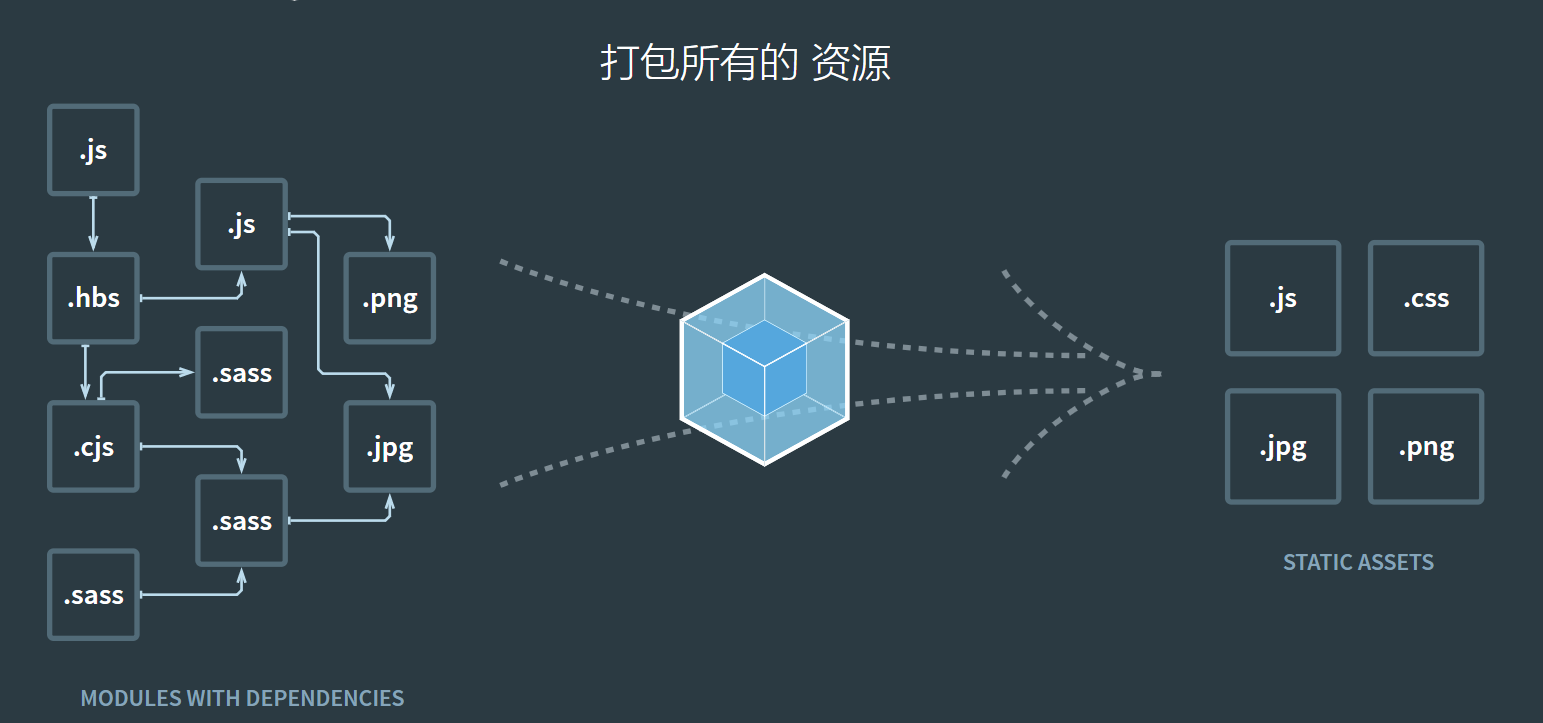 打包所有的 资源
.js
.js
.hbs
.png
.sass
.cjs
.jpg
.sass
.sass
MODULES WITH DEPENDENCIES
.js
.css
.jpg
.png
STATIC ASSETS